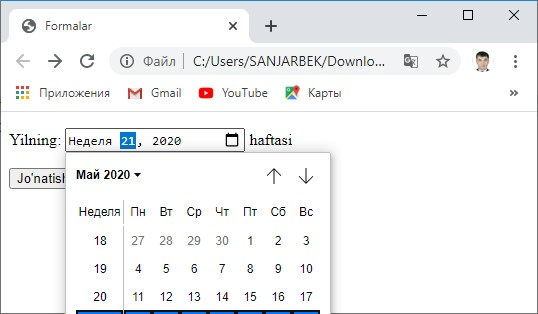 Formalar
Файл C:/Users/SANJARBEK/Downlo...
Приложения Gmail YouTube Карты
Yilning: Неделя 21, 2020 haftasi
Jo'natish
Май 2020
Неделя Пн Вт Ср Чт Пт Сб Вс
18 27 28 29 30 1 2 3
19 4 5 6 7 8 9 10
20 11 12 13 14 15 16 17